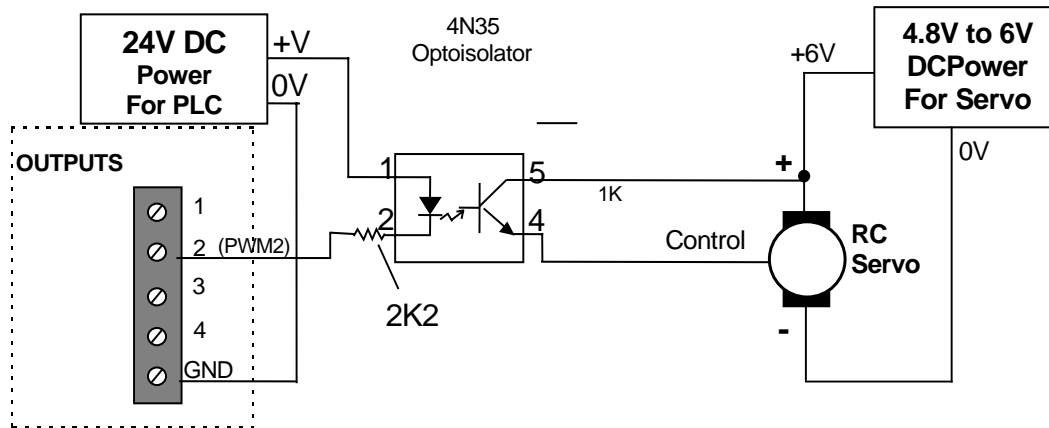 24V DC
Power
For PLC
+V
0V
4N35
Optoisolator
+6V
4.8V to 6V
DCPower
For Servo
0V
OUTPUTS
1
2
(PWM2)
3
4
GND
1
2
5
4
1K
2K2
Control
+
RC
Servo
-